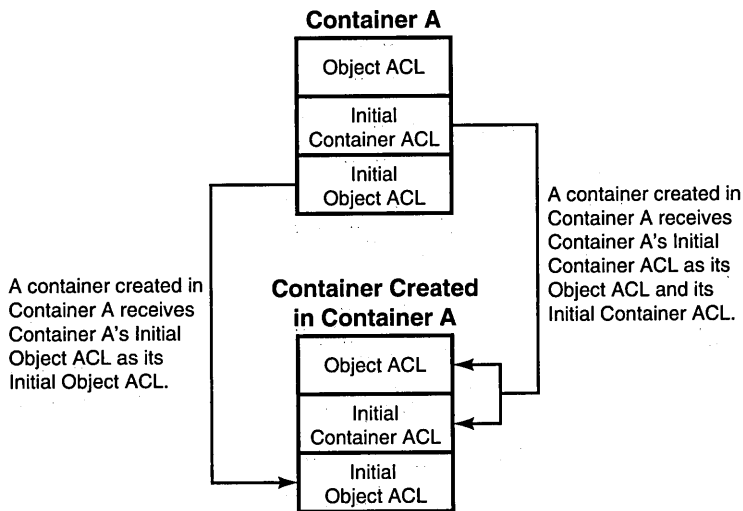 Container A
Object ACL
Initial
Container ACL
Initial
Object ACL
A container created in
Container A receives
Container A's Initial
Container ACL as its
Object ACL and its
Initial Container ACL.
A container created in
Container A receives
Container A's Initial
Object ACL as its
Initial Object ACL.
Container Created
in Container A
Object ACL
Initial
Container ACL
Initial
Object ACL